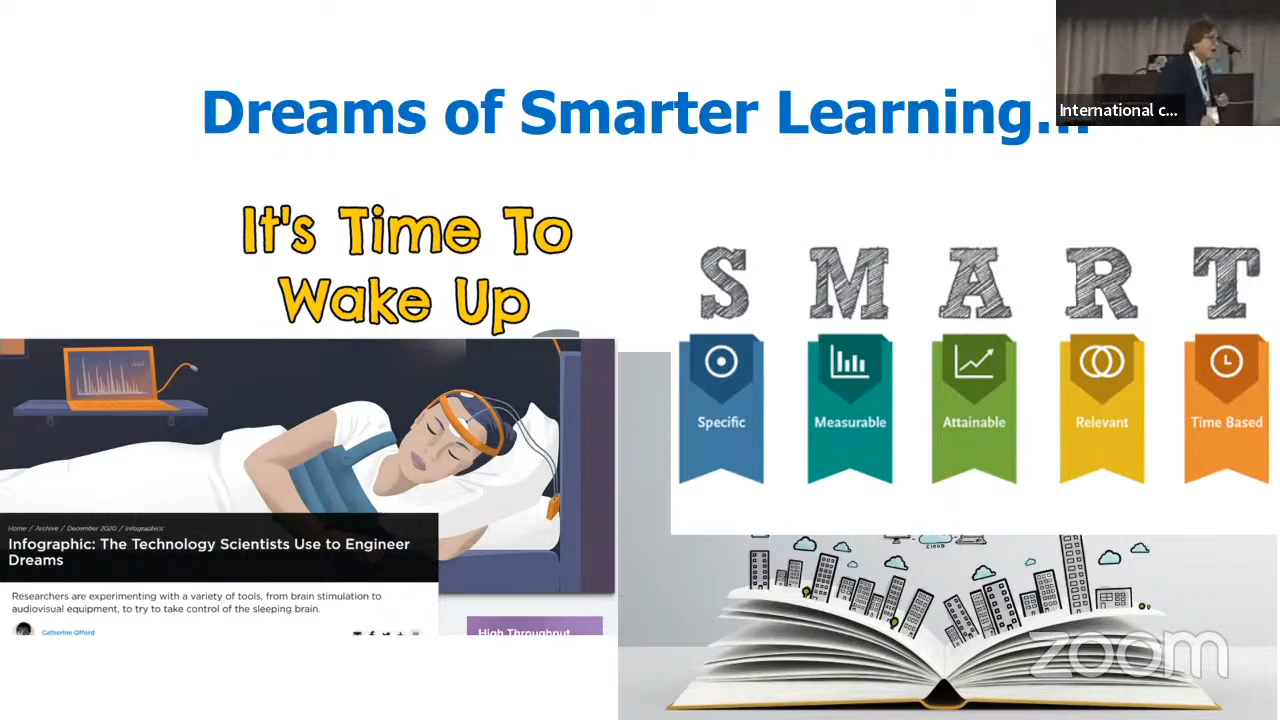 Dreams of Smarter Learning...
International c...
It's Time To
Wake Up
S M A R T
Specific
Measurable
Attainable
Relevant
Time Based
Home / Archive / December 2020 / Infographics
Infographic: The Technology Scientists Use to Engineer
Dreams
Researchers are experimenting with a variety of tools, from brain stimulation to
audiovisual equipment, to try to take control of the sleeping brain.
Catherine Offord
High Throughput
CLOUD
zoom